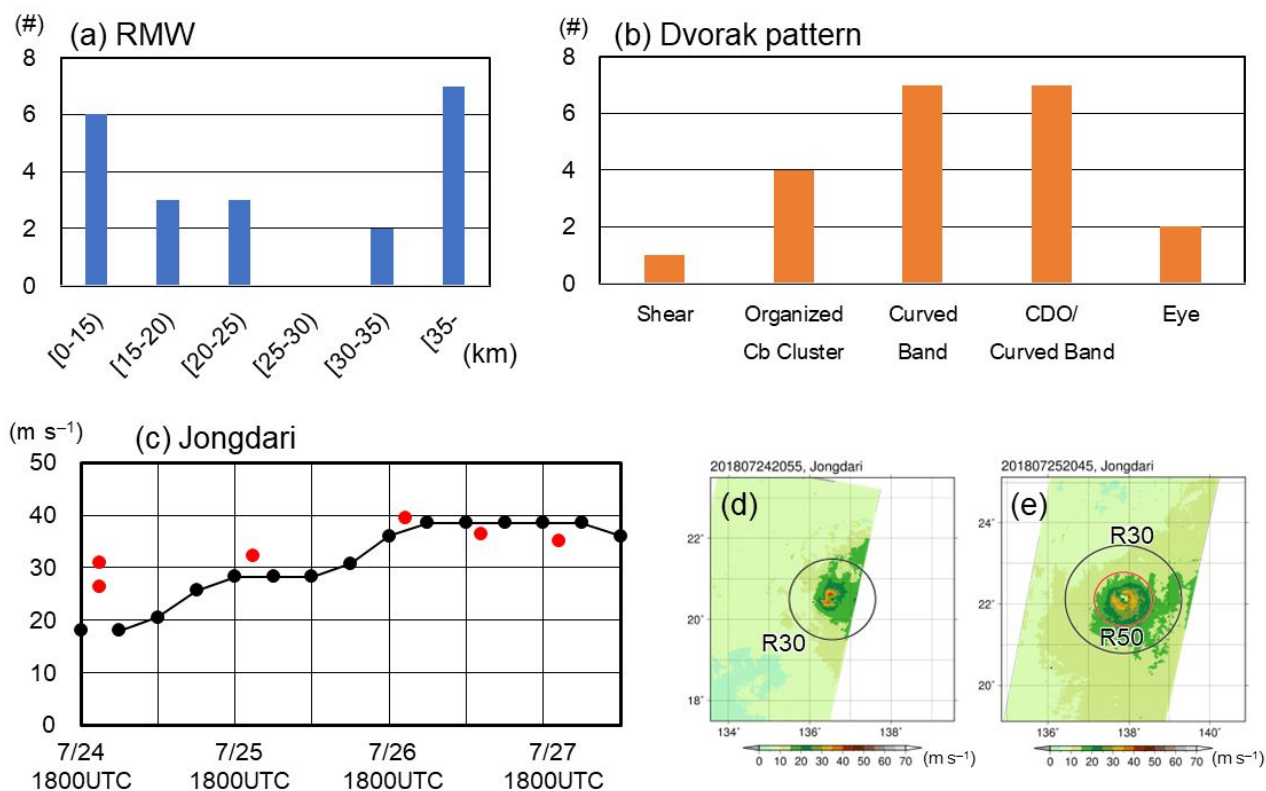 (#)
(a) RMW
8
6
4
2
0
[0-15)
[15-20)
[20-25)
[25-30)
[30-35)
[35-
(km)
(#)
(b) Dvorak pattern
8
6
4
2
0
Shear
Organized
Cb Cluster
Curved
Band
CDO/
Curved Band
Eye
(m s⁻¹)
(c) Jongdari
50
40
30
20
10
0
7/24
1800UTC
7/25
1800UTC
7/26
1800UTC
7/27
1800UTC
201807242055, Jongdari
(d)
22°
20°
18°
R30
134°
136°
138°
0 10 20 30 40 50 60 70
(m s⁻¹)
201807252045, Jongdari
(e)
24°
22°
20°
R30
R50
136°
138°
140°
0 10 20 30 40 50 60 70
(m s⁻¹)